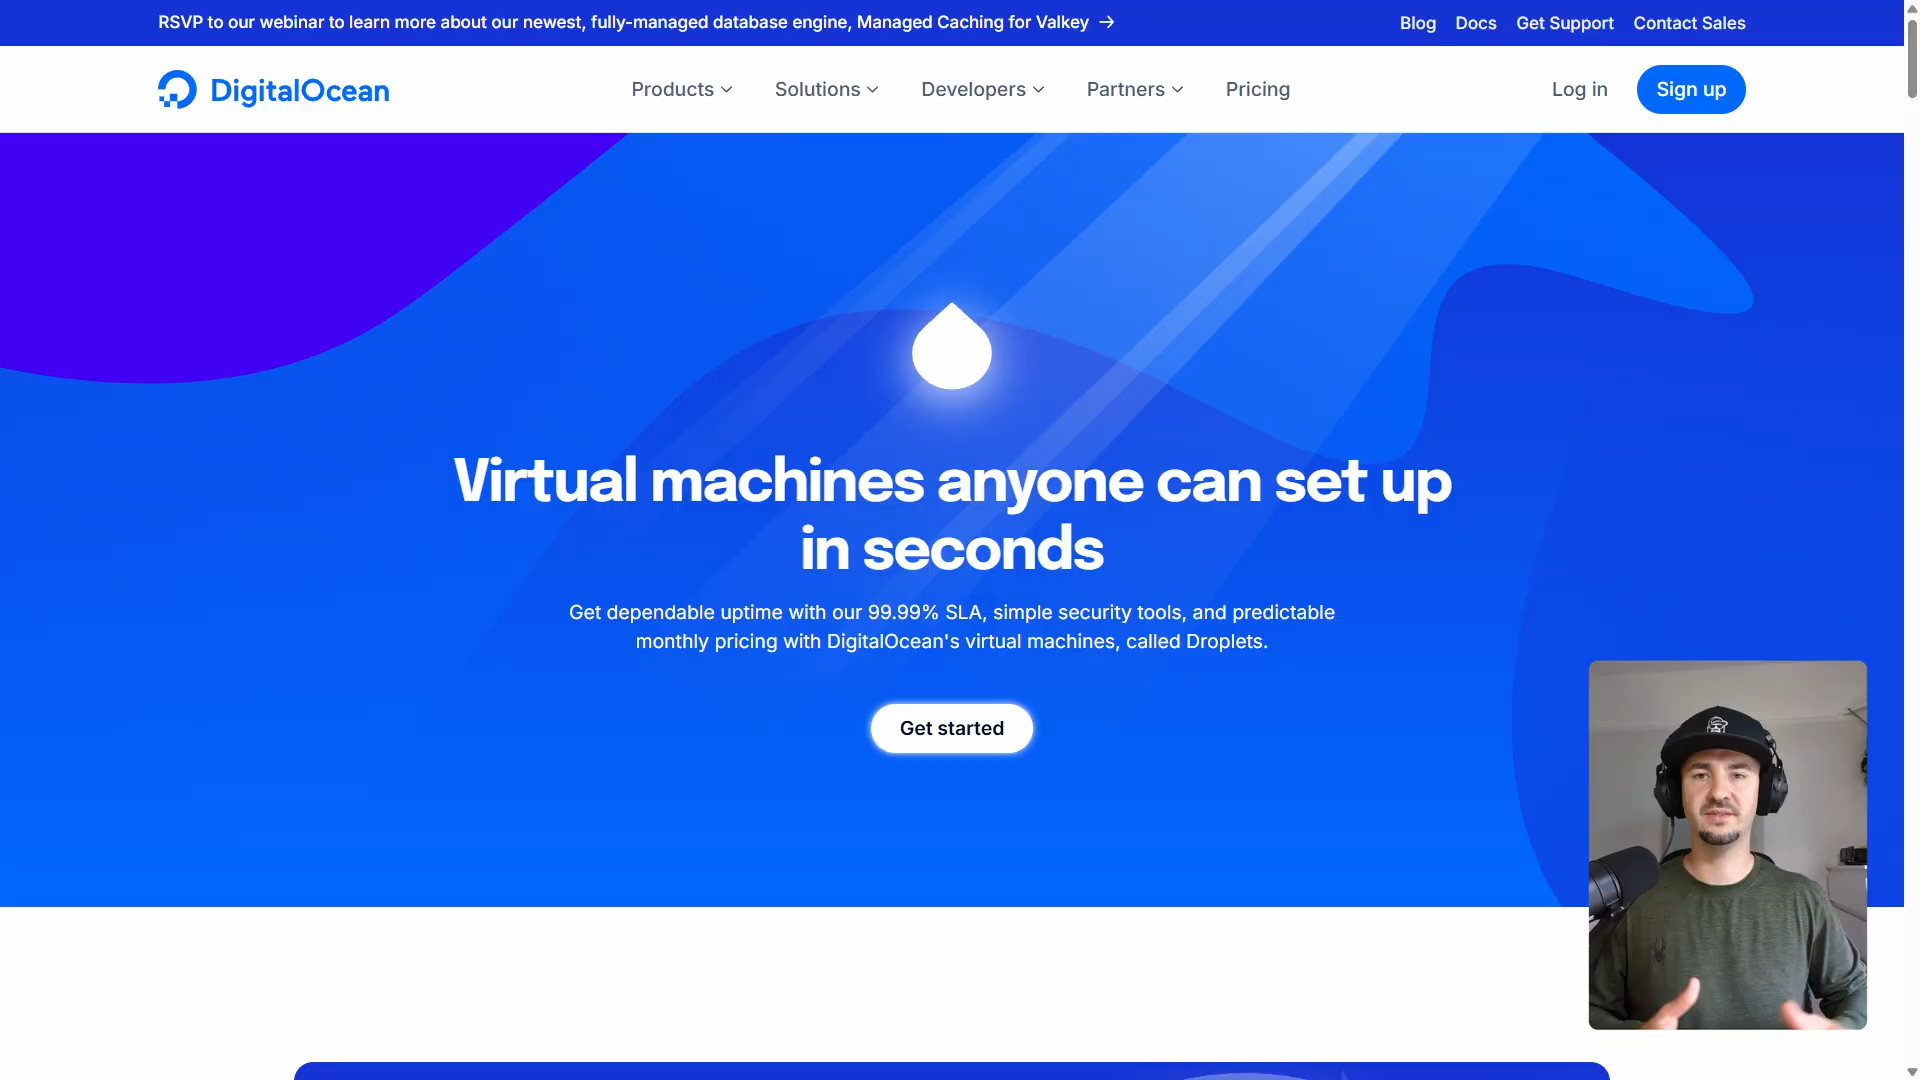 RSVP to our webinar to learn more about our newest, fully-managed database engine, Managed Caching for Valkey →
Blog Docs Get Support Contact Sales
DigitalOcean
Products Solutions Developers Partners Pricing
Log in Sign up
Virtual machines anyone can set up
in seconds
Get dependable uptime with our 99.99% SLA, simple security tools, and predictable
monthly pricing with DigitalOcean's virtual machines, called Droplets.
Get started